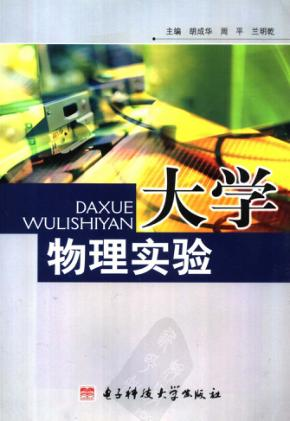 主编 胡成华 周 平 兰明乾
大学
DAXUE
WULISHIYAN
物理实验
电子科技大学出版社